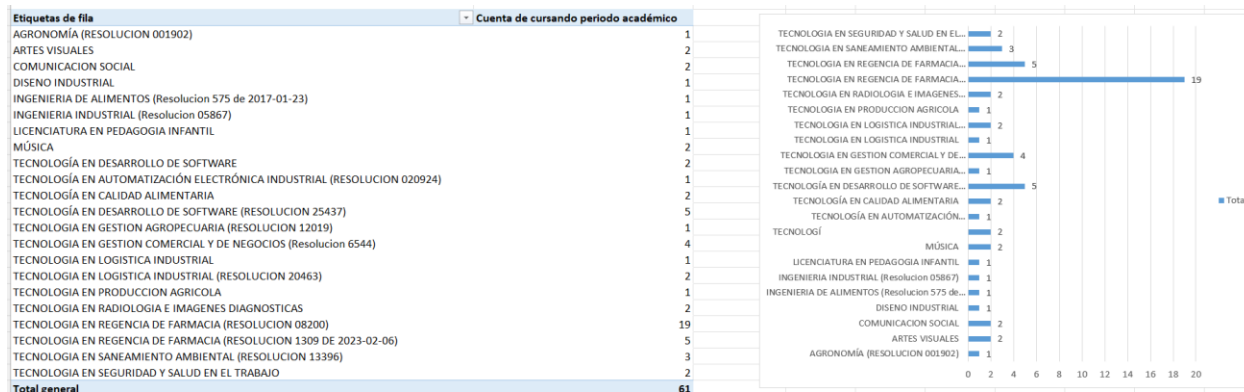 Etiquetas de fila Cuenta de cursando periodo académico
AGRONOMÍA (RESOLUCION 001902) 1
ARTES VISUALES 2
COMUNICACION SOCIAL 2
DISENO INDUSTRIAL 1
INGENIERIA DE ALIMENTOS (Resolucion 575 de 2017-01-23) 1
INGENIERIA INDUSTRIAL (Resolucion 05867) 1
LICENCIATURA EN PEDAGOGIA INFANTIL 1
MÚSICA 2
TECNOLOGÍA EN DESARROLLO DE SOFTWARE 2
TECNOLOGÍA EN AUTOMATIZACIÓN ELECTRÓNICA INDUSTRIAL (RESOLUCION 020924) 1
TECNOLOGÍA EN CALIDAD ALIMENTARIA 2
TECNOLOGÍA EN DESARROLLO DE SOFTWARE (RESOLUCION 25437) 5
TECNOLOGIA EN GESTION AGROPECUARIA (RESOLUCION 12019) 1
TECNOLOGIA EN GESTION COMERCIAL Y DE NEGOCIOS (Resolucion 6544) 4
TECNOLOGIA EN LOGISTICA INDUSTRIAL 1
TECNOLOGIA EN LOGISTICA INDUSTRIAL (RESOLUCION 20463) 2
TECNOLOGIA EN PRODUCCION AGRICOLA 1
TECNOLOGIA EN RADIOLOGIA E IMAGENES DIAGNOSTICAS 2
TECNOLOGIA EN REGENCIA DE FARMACIA (RESOLUCION 08200) 19
TECNOLOGIA EN REGENCIA DE FARMACIA (RESOLUCION 1309 DE 2023-02-06) 5
TECNOLOGIA EN SANEAMIENTO AMBIENTAL (RESOLUCION 13396) 3
TECNOLOGIA EN SEGURIDAD Y SALUD EN EL TRABAJO 2
Total general 61
TECNOLOGIA EN SEGURIDAD Y SALUD EN EL... 2
TECNOLOGIA EN SANEAMIENTO AMBIENTAL... 3
TECNOLOGIA EN REGENCIA DE FARMACIA... 5
TECNOLOGIA EN REGENCIA DE FARMACIA... 19
TECNOLOGIA EN RADIOLOGIA E IMAGENES... 2
TECNOLOGIA EN PRODUCCION AGRICOLA 1
TECNOLOGIA EN LOGISTICA INDUSTRIAL... 2
TECNOLOGIA EN LOGISTICA INDUSTRIAL 1
TECNOLOGIA EN GESTION COMERCIAL Y DE... 4
TECNOLOGIA EN GESTION AGROPECUARIA... 1
TECNOLOGÍA EN DESARROLLO DE SOFTWARE... 5
TECNOLOGÍA EN CALIDAD ALIMENTARIA 2
TECNOLOGÍA EN AUTOMATIZACIÓN... 1
TECNOLOGÍ 2
MÚSICA 2
LICENCIATURA EN PEDAGOGIA INFANTIL 1
INGENIERIA INDUSTRIAL (Resolucion 05867) 1
INGENIERIA DE ALIMENTOS (Resolucion 575 de... 1
DISENO INDUSTRIAL 1
COMUNICACION SOCIAL 2
ARTES VISUALES 2
AGRONOMÍA (RESOLUCION 001902) 1
0 2 4 6 8 10 12 14 16 18 20
Tota